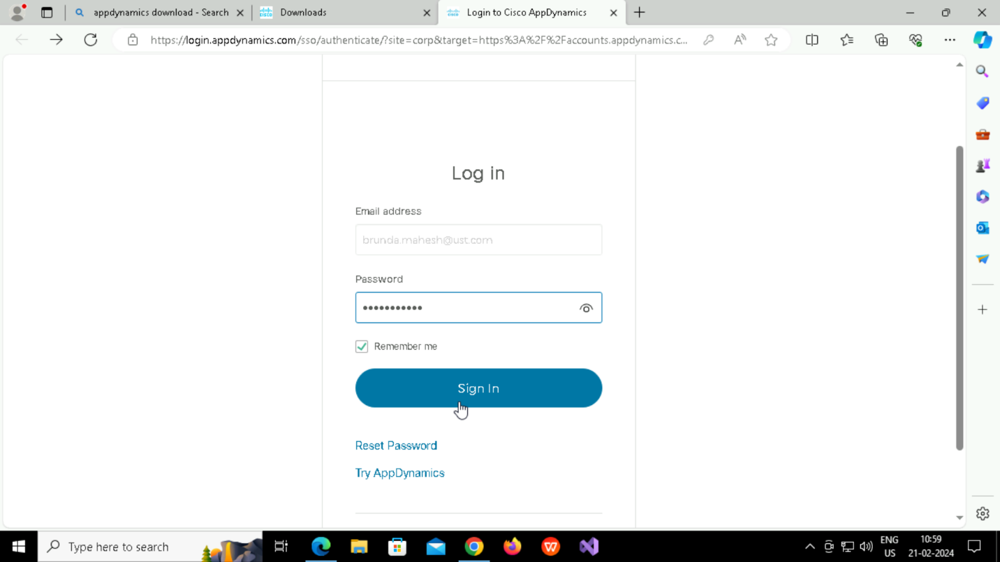 appdynamics download - Search
Downloads
Login to Cisco AppDynamics
https://login.appdynamics.com/sso/authenticate/?site=corp&target=https%3A%2F%2Faccounts.appdynamics.c...
Log in
Email address
brunda.mahesh@ust.com
Password
Remember me
Sign In
Reset Password
Try AppDynamics
Type here to search
ENG
US
10:59
21-02-2024